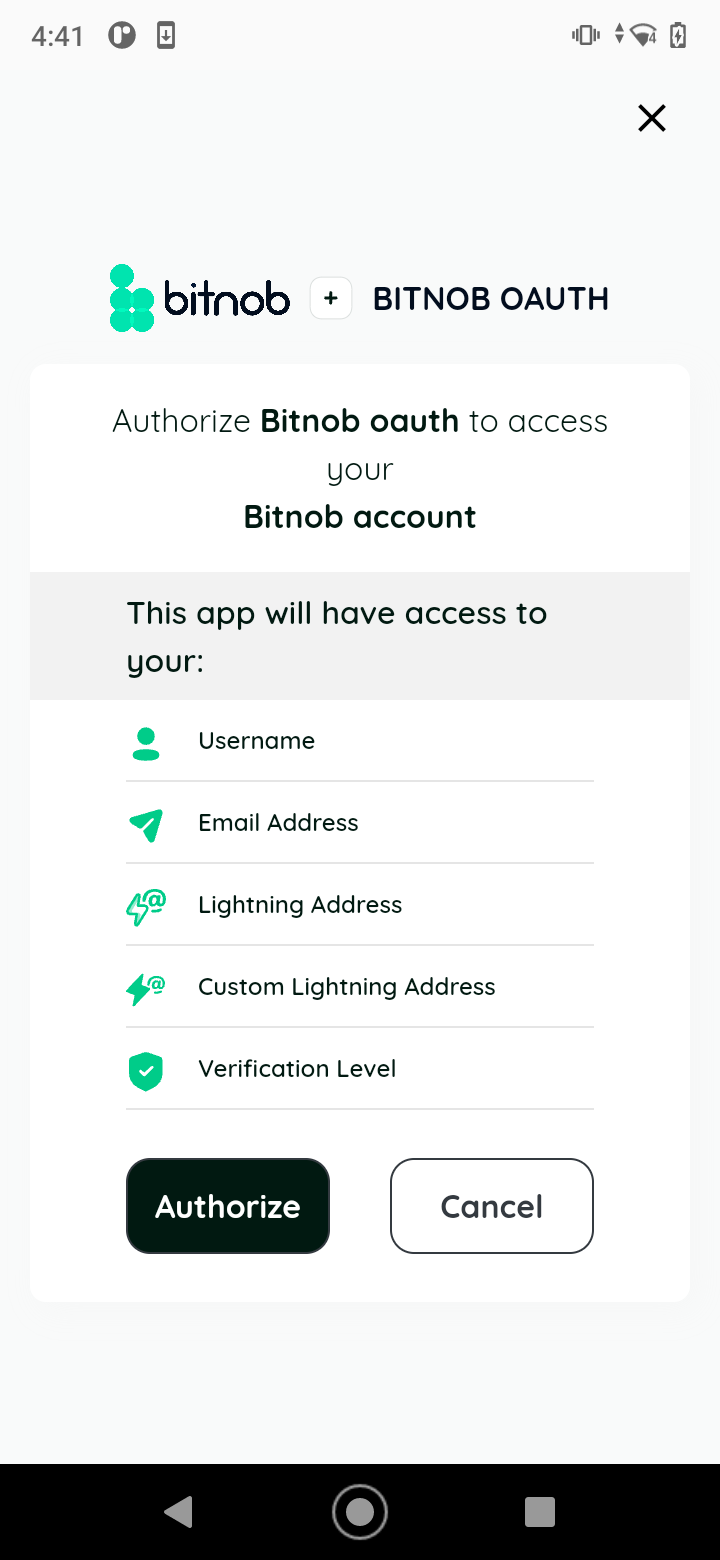 4:41
4
bitnob + BITNOB OAUTH
Authorize Bitnob oauth to access
your
Bitnob account
This app will have access to
your:
Username
Email Address
@ Lightning Address
@ Custom Lightning Address
Verification Level
Authorize Cancel